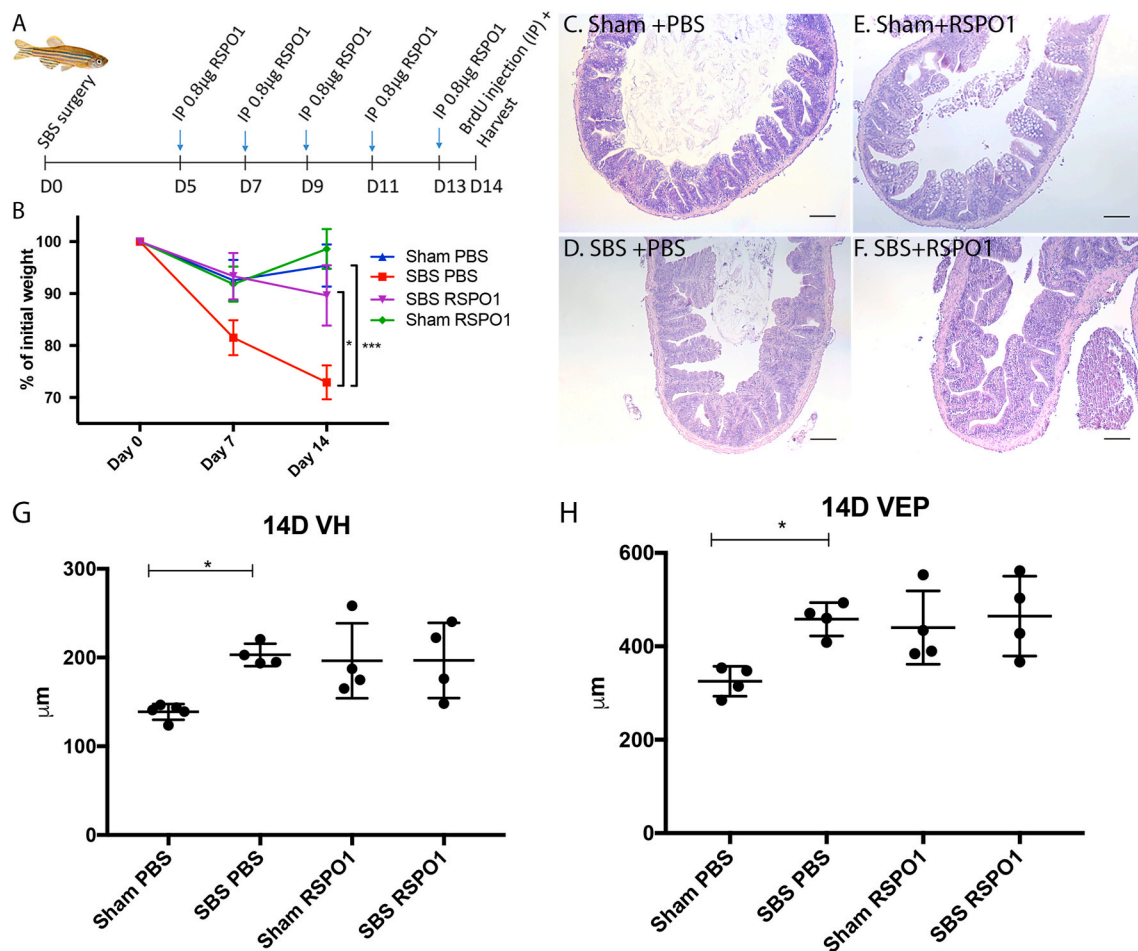 A
SBS surgery
IP 0.8µg RSPO1
IP 0.8µg RSPO1
IP 0.8µg RSPO1
IP 0.8µg RSPO1
IP 0.8µg RSPO1
BrdU injection (IP) +
Harvest
D0
D5
D7
D9
D11
D13
D14
B
% of initial weight
100
90
80
70
Day 0
Day 7
Day 14
Sham PBS
SBS PBS
SBS RSPO1
Sham RSPO1
*
***
C. Sham +PBS
E. Sham+RSPO1
D. SBS +PBS
F. SBS+RSPO1
G
14D VH
*
µm
300
200
100
0
Sham PBS
SBS PBS
Sham RSPO1
SBS RSPO1
H
14D VEP
*
µm
600
400
200
0
Sham PBS
SBS PBS
Sham RSPO1
SBS RSPO1